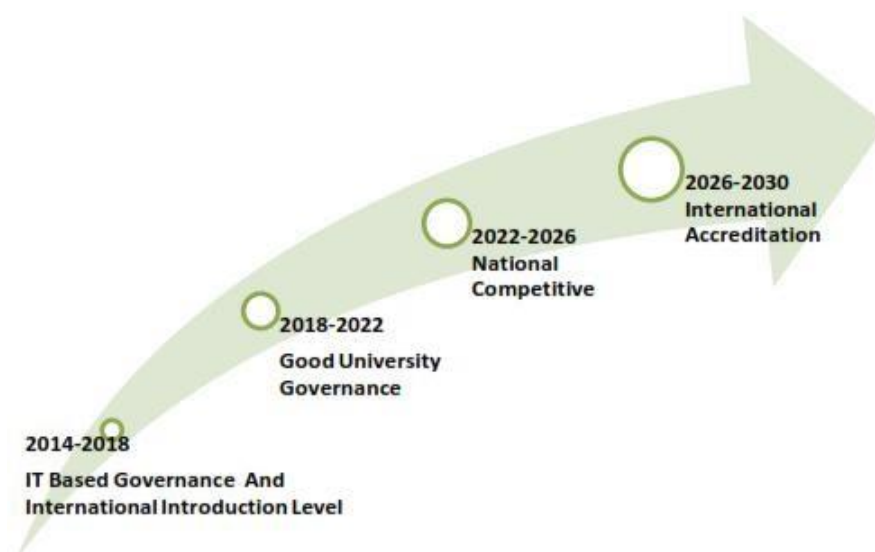 2026-2030
International
Accreditation
2022-2026
National
Competitive
2018-2022
Good University
Governance
2014-2018
IT Based Governance And
International Introduction Level